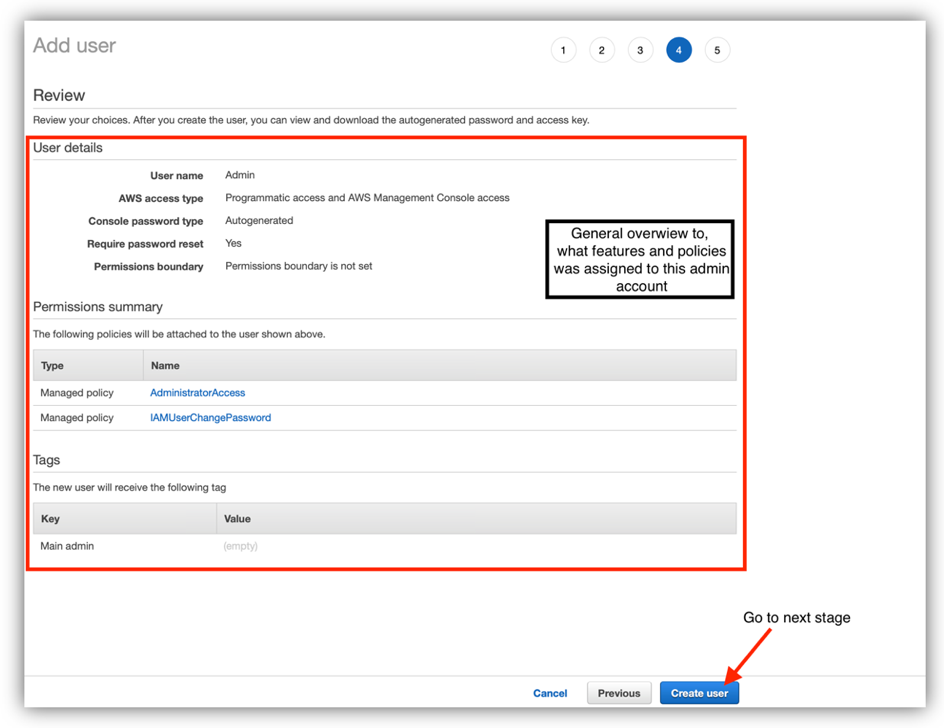 Add user
1 2 3 4 5
Review
Review your choices. After you create the user, you can view and download the autogenerated password and access key.
User details
User name Admin
AWS access type Programmatic access and AWS Management Console access
Console password type Autogenerated
Require password reset Yes
Permissions boundary Permissions boundary is not set
General overwiew to,
what features and policies
was assigned to this admin
account
Permissions summary
The following policies will be attached to the user shown above.
Type Name
Managed policy AdministratorAccess
Managed policy IAMUserChangePassword
Tags
The new user will receive the following tag
Key Value
Main admin (empty)
Go to next stage
Cancel Previous Create user